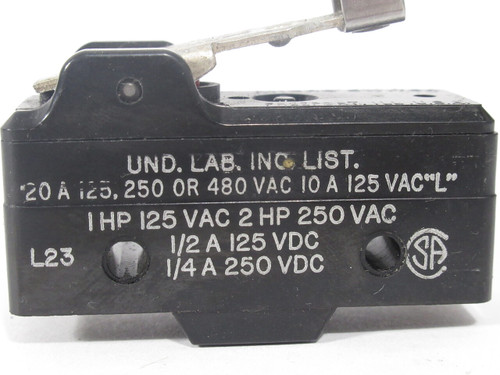 UND. LAB. INC. LIST.
20 A 125, 250 OR 480 VAC 10 A 125 VAC "L"
1 HP 125 VAC 2 HP 250 VAC
1/2 A 125 VDC
L23
1/4 A 250 VDC
CSA